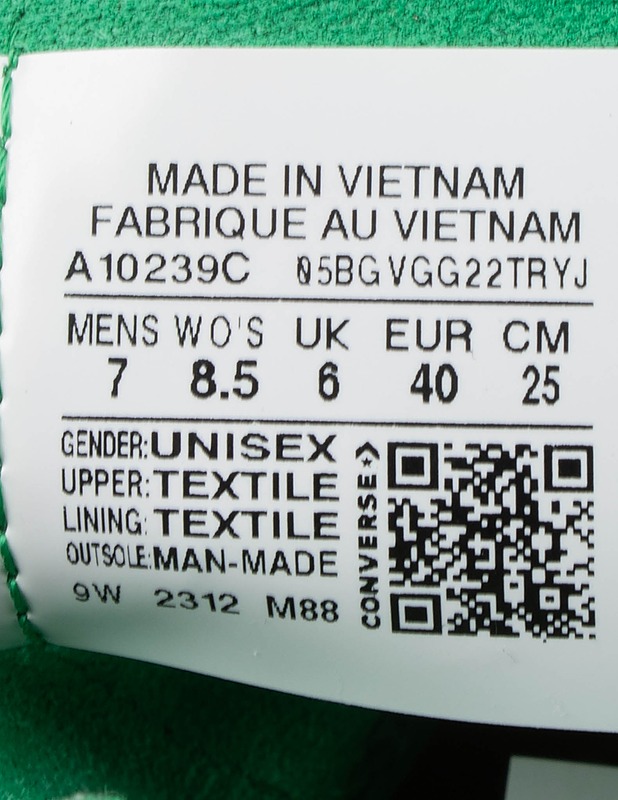 MADE IN VIETNAM
FABRIQUE AU VIETNAM
A10239C 05BGVGG22TRYJ
MENS WO'S UK EUR CM
7 8.5 6 40 25
GENDER:UNISEX
UPPER:TEXTILE
LINING:TEXTILE
OUTSOLE:MAN-MADE
9W 2312 M88
CONVERSE